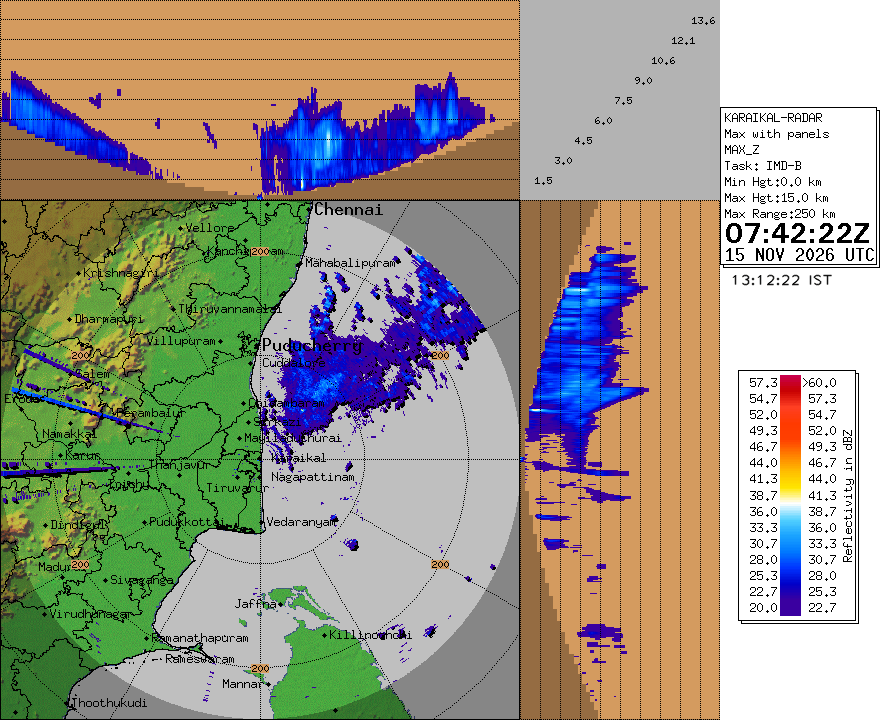 13.6
12.1
10.6
9.0
7.5
6.0
4.5
3.0
1.5
KARAIKAL-RADAR
Max with panels
MAX_Z
Task: IMD-B
Min Hgt:0.0 km
Max Hgt:15.0 km
Max Range:250 km
07:42:22Z
15 NOV 2026 UTC
13:12:22 IST
Chennai
Vellore
200
Mahabalipuram
Krishnagiri
Thiruvannamalai
Dharmapuri
Villupuram
Puducherry
200
200
Salem
Perambalur
Namakkal
Karur
Karaikal
Thanjavur
Nagapattinam
Tiruvarur
Pudukkottai
Vedaranyam
Dindigul
200
200
Sivaganga
Jaffna
Virudhunagar
Ramanathapuram
Killinochchi
Rameswaram
200
Mannar
Thoothukudi
57.3 >60.0
54.7 57.3
52.0 54.7
49.3 52.0
46.7 49.3
44.0 46.7
41.3 44.0
38.7 41.3
36.0 38.7
33.3 36.0
30.7 33.3
28.0 30.7
25.3 28.0
22.7 25.3
20.0 22.7
Reflectivity in dBZ